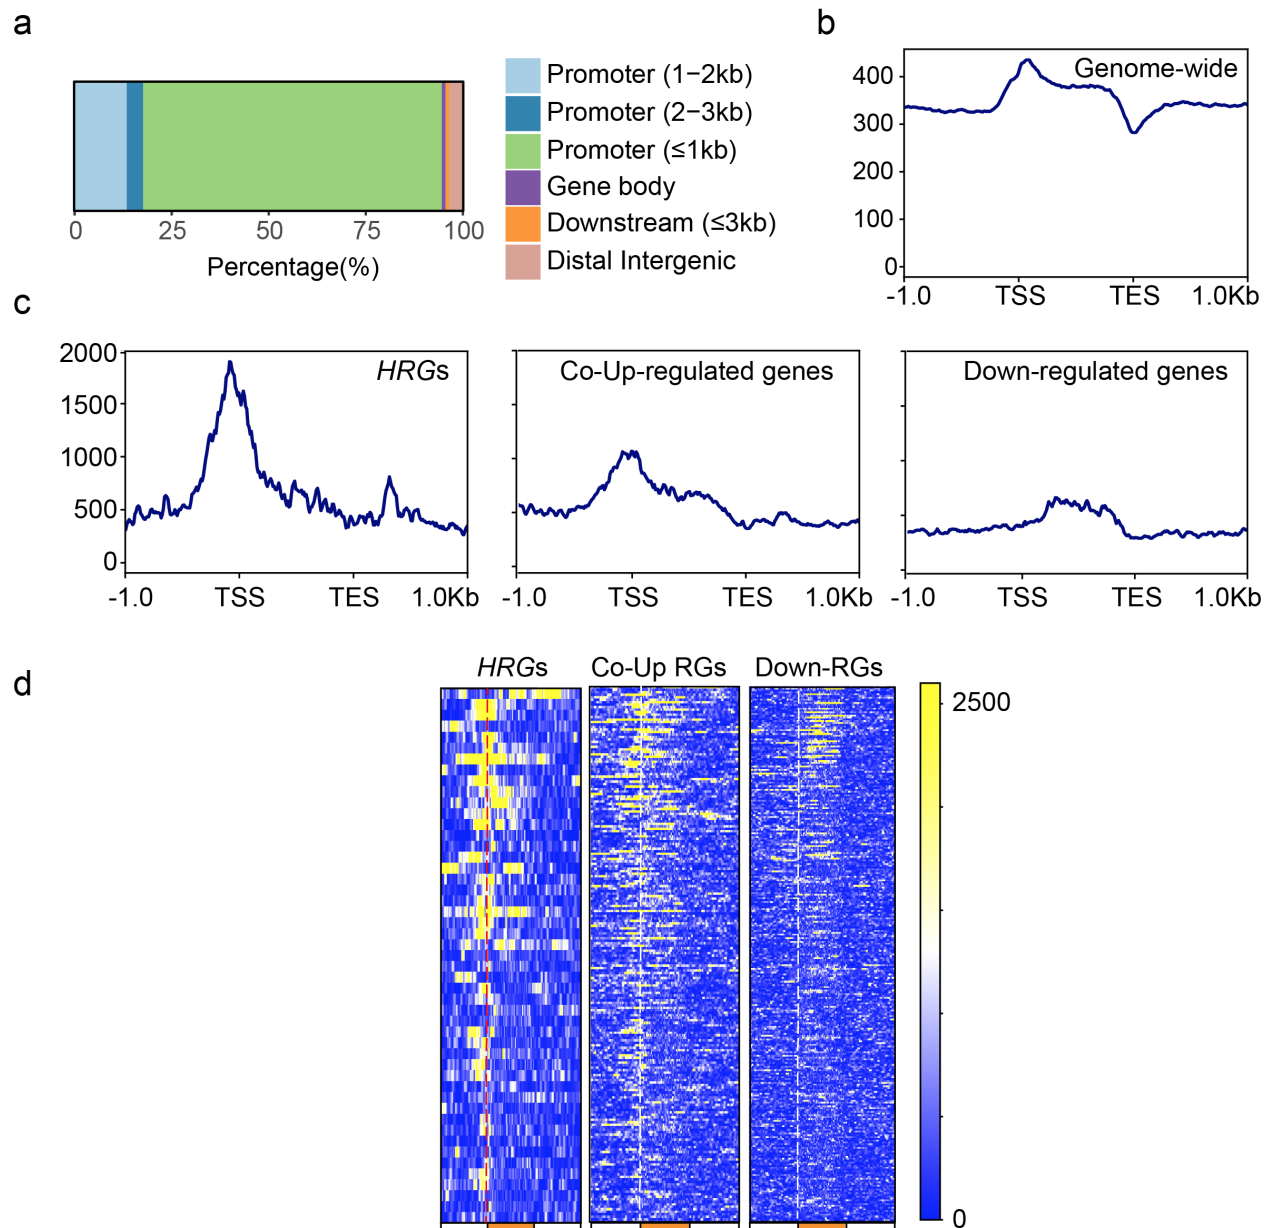 a
Promoter (1−2kb)
Promoter (2−3kb)
Promoter (≤1kb)
Gene body
Downstream (≤3kb)
Distal Intergenic
0 25 50 75 100
Percentage(%)
b
Genome-wide
400
300
200
100
0
-1.0 TSS TES 1.0Kb
c
HRGs
2000
1500
1000
500
0
-1.0 TSS TES 1.0Kb
Co-Up-regulated genes
-1.0 TSS TES 1.0Kb
Down-regulated genes
-1.0 TSS TES 1.0Kb
d
HRGs Co-Up RGs Down-RGs
2500
0